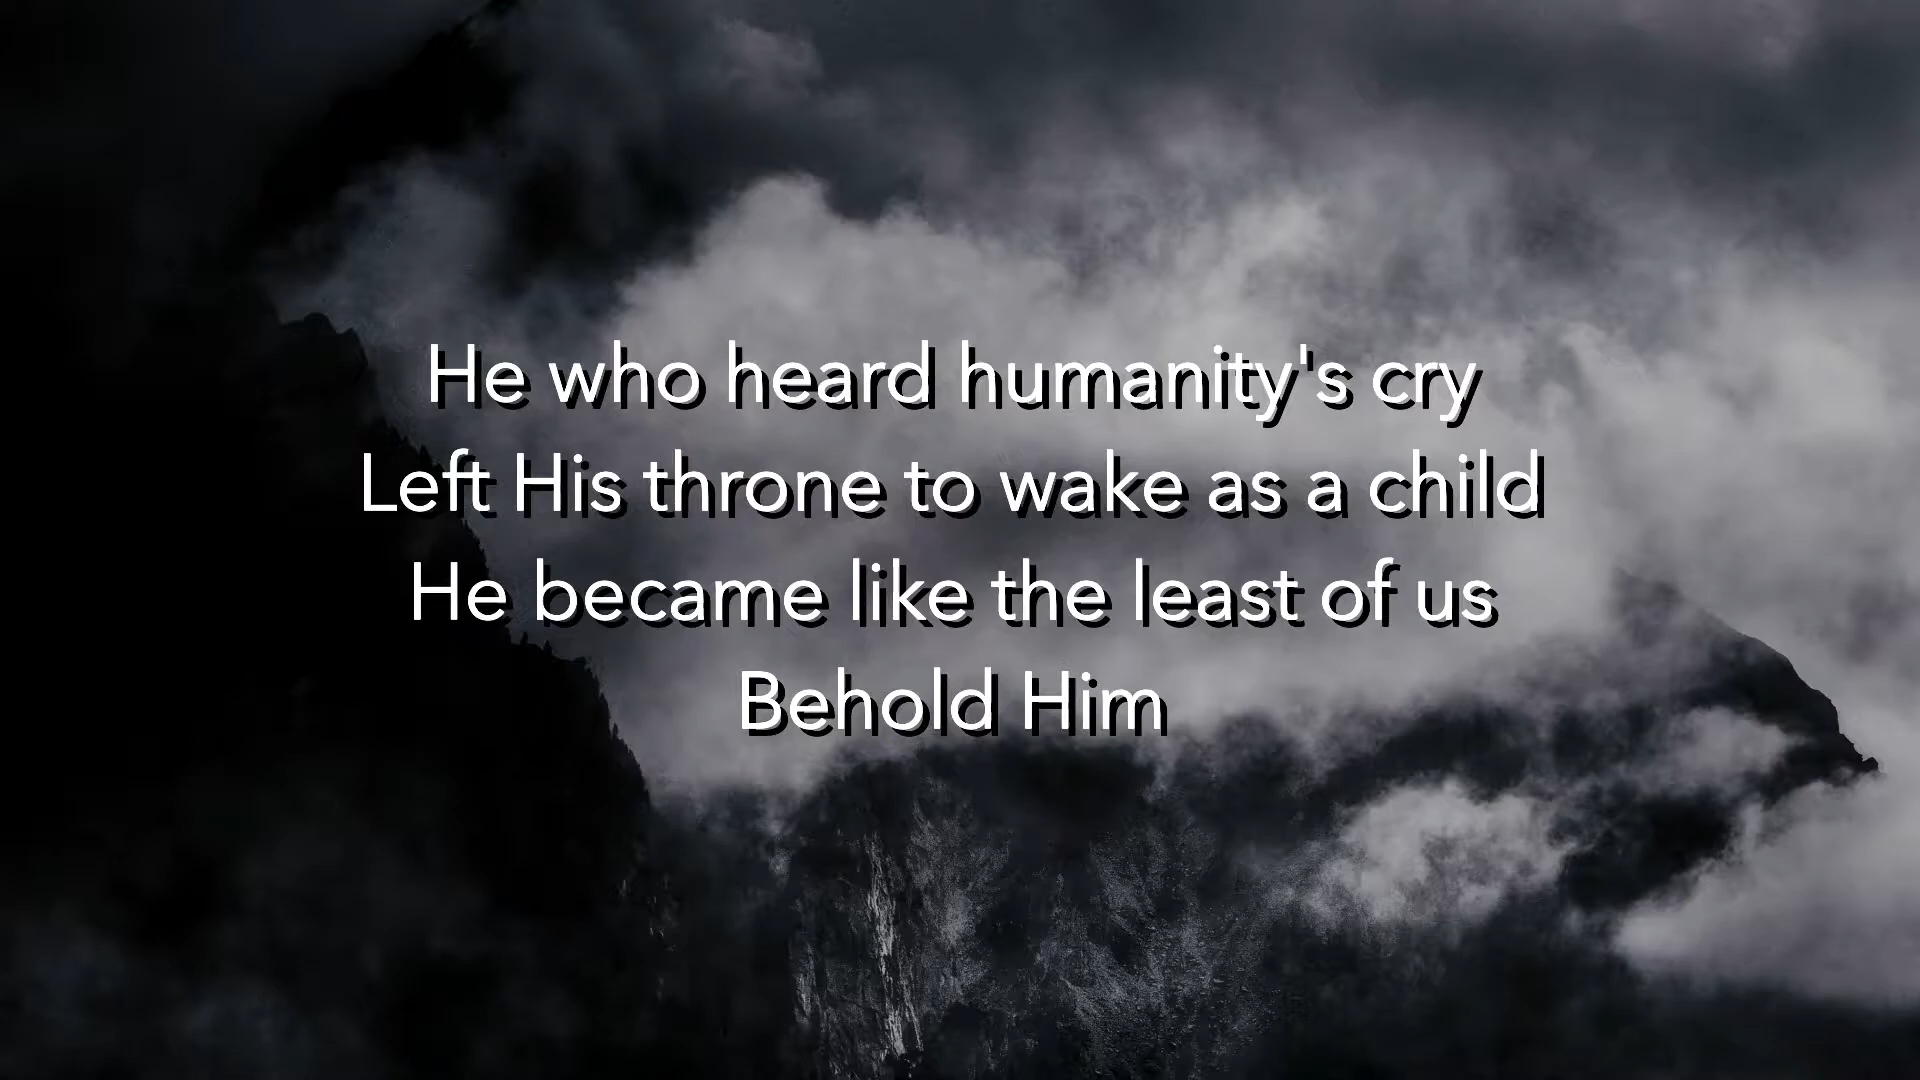 He who heard humanity's cry
Left His throne to wake as a child
He became like the least of us
Behold Him